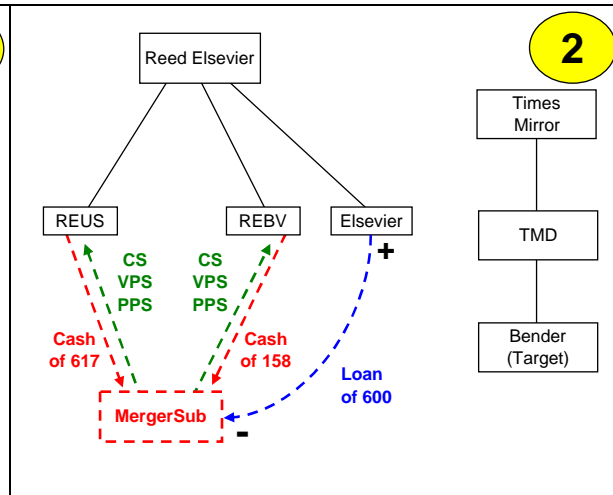 Reed Elsevier
2
Times
Mirror
REUS
REBV
Elsevier
+
TMD
CS
VPS
PPS
CS
VPS
PPS
Cash
of 617
Cash
of 158
Bender
(Target)
Loan
of 600
MergerSub
-